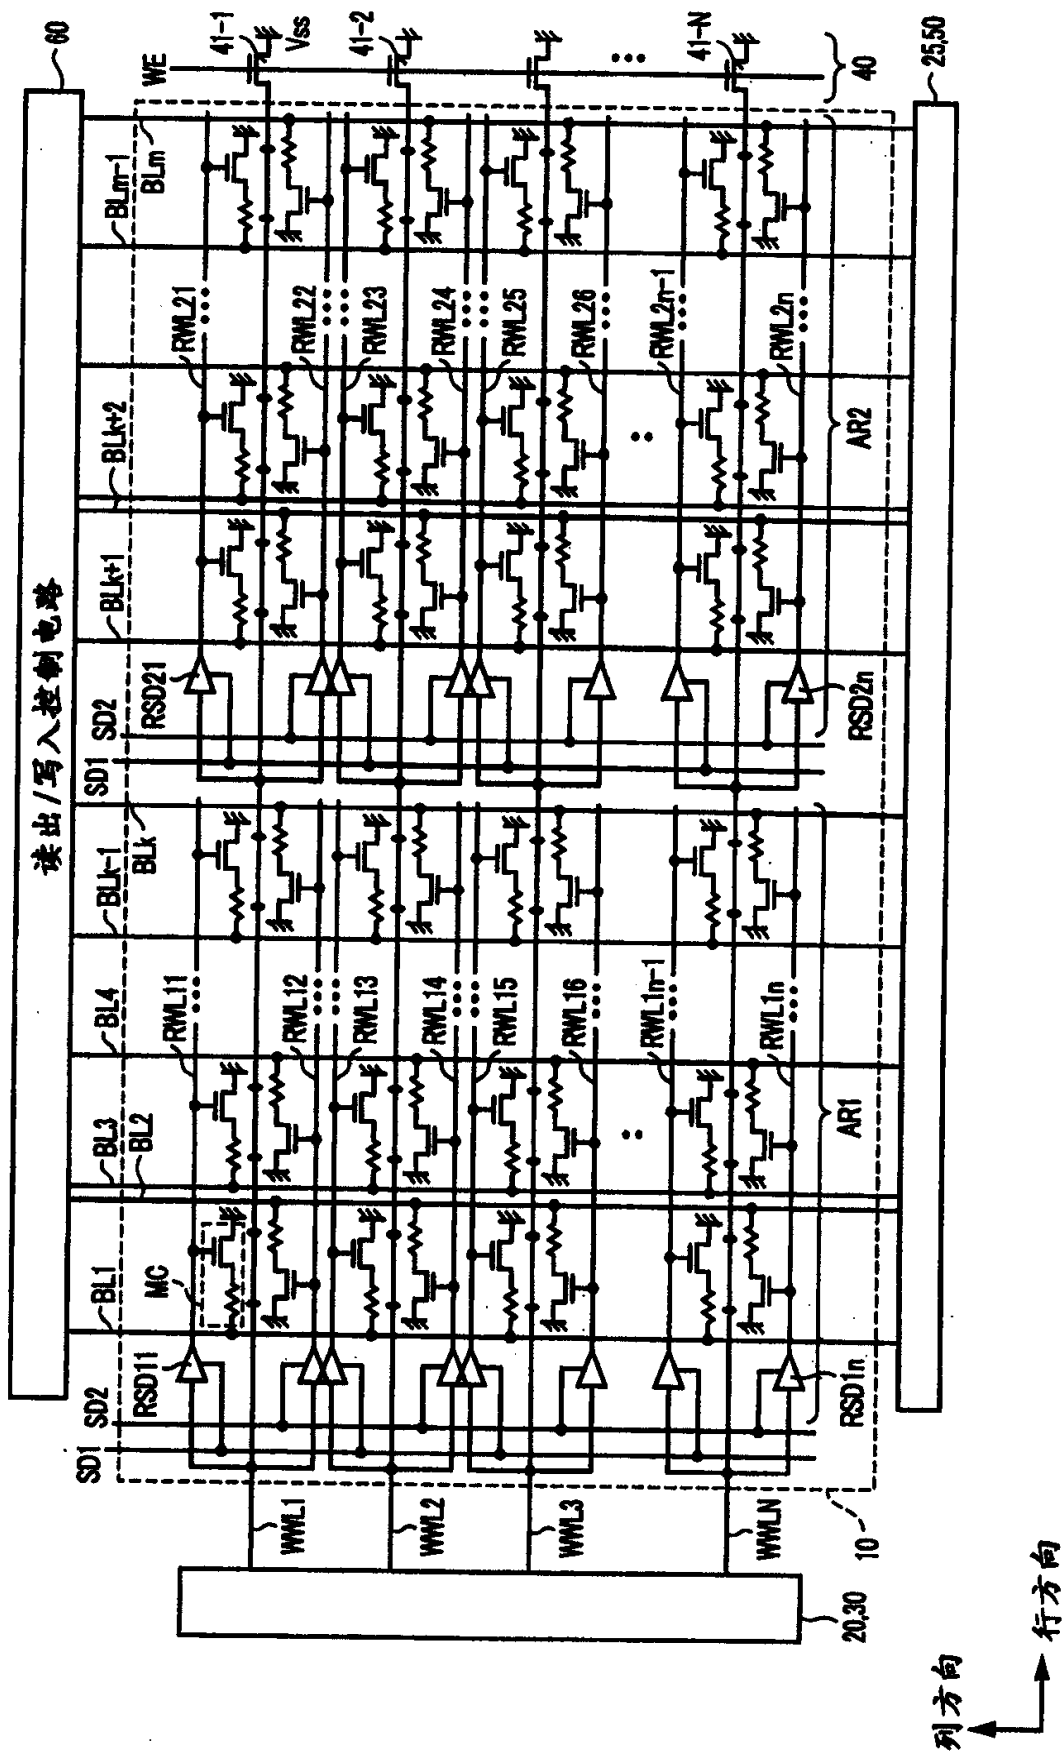 60
读出/写入控制电路
SD1
SD2
RSD11
BL1
MC
BL3
BL2
BL4
RWL11
BLk-1
BLk
SD1
SD2
RSD21
BLk+1
BLk+2
RWL21
BLm-1
BLm
WE
41-1
Vss
WWL1
RWL12
RWL13
RWL22
RWL23
41-2
WWL2
RWL14
RWL15
RWL24
RWL25
WWL3
RWL16
RWL1n-1
RWL26
RWL2n-1
41-N
WWLN
RWL1n
RWL2n
RSD1n
AR1
RSD2n
AR2
40
10
20,30
25,50
列方向
行方向